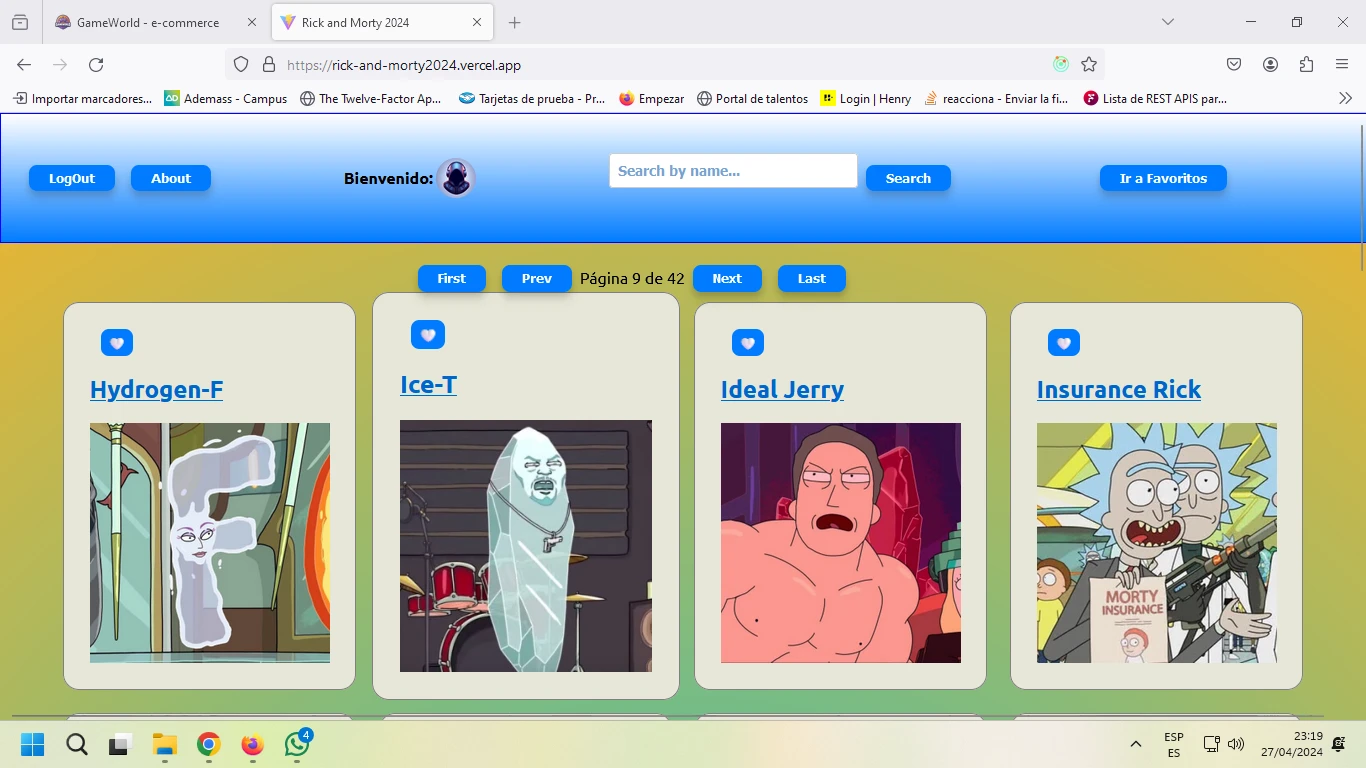 GameWorld - e-commerce
Rick and Morty 2024
https://rick-and-morty2024.vercel.app
Importar marcadores...
Ademass - Campus
The Twelve-Factor Ap...
Tarjetas de prueba - Pr...
Empezar
Portal de talentos
Login | Henry
reacciona - Enviar la fi...
Lista de REST APIS par...
LogOut
About
Bienvenido:
Search by name...
Search
Ir a Favoritos
First
Prev
Página 9 de 42
Next
Last
Hydrogen-F
Ice-T
Ideal Jerry
Insurance Rick
MORTY
INSURANCE
4
ESP
ES
23:19
27/04/2024